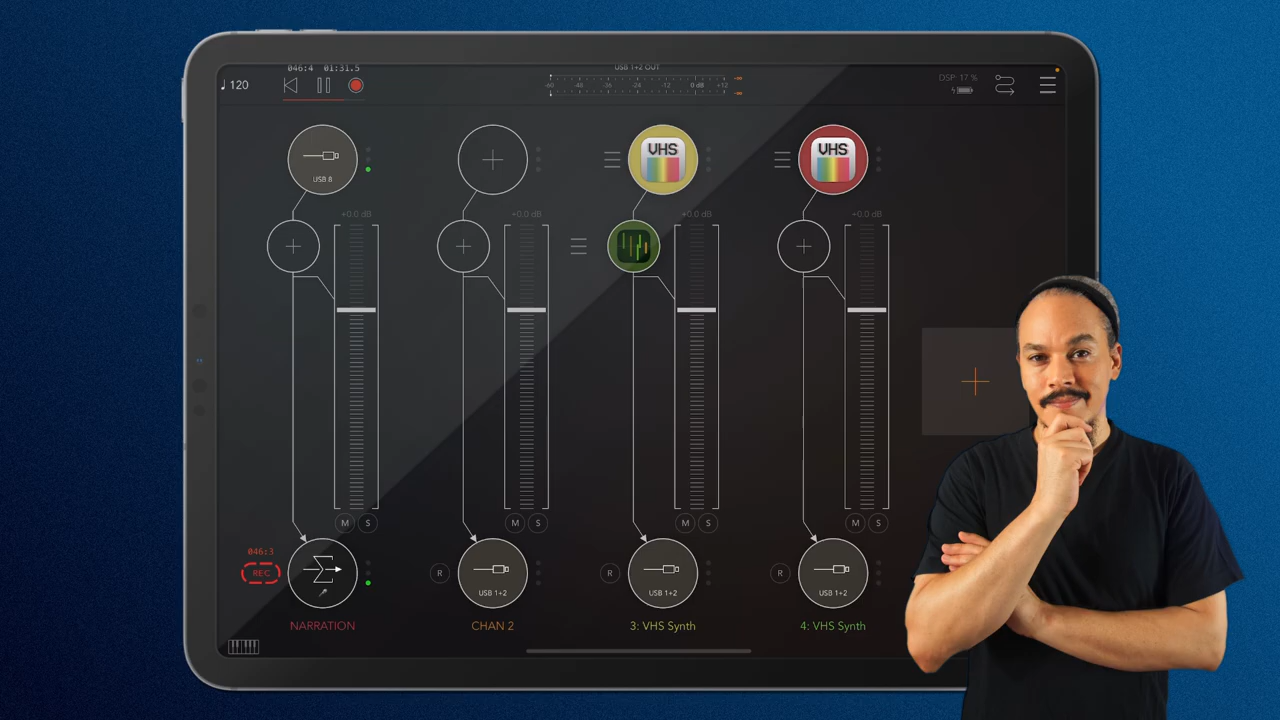 046:4 01:31.5
♩ 120
USB 1+2 OUT
-60 -48 -36 -24 -12 0 dB +12
-∞
-∞
DSP: 17 %
USB 8
VHS
VHS
+0.0 dB
+0.0 dB
+0.0 dB
+0.0 dB
M S
M S
M S
M S
046:3
REC
R
USB 1+2
R
USB 1+2
R
USB 1+2
NARRATION
CHAN 2
3: VHS Synth
4: VHS Synth